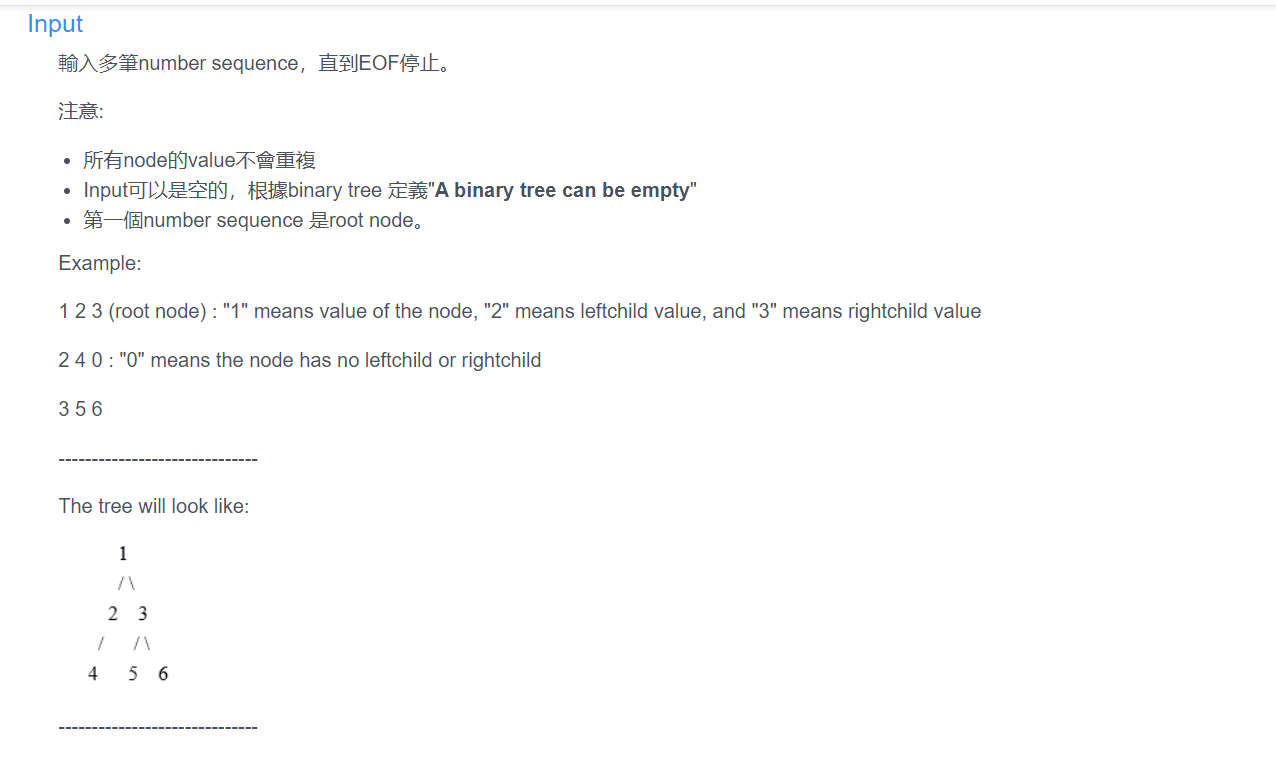 Input
輸入多筆number sequence，直到EOF停止。
注意:
• 所有node的value不會重複
• Input可以是空的，根據binary tree 定義"A binary tree can be empty"
• 第一個number sequence 是root node。
Example:
1 2 3 (root node) : "1" means value of the node, "2" means leftchild value, and "3" means rightchild value
2 4 0 : "0" means the node has no leftchild or rightchild
3 5 6
------------------------------
The tree will look like:
1
/ \
2 3
/ / \
4 5 6
------------------------------